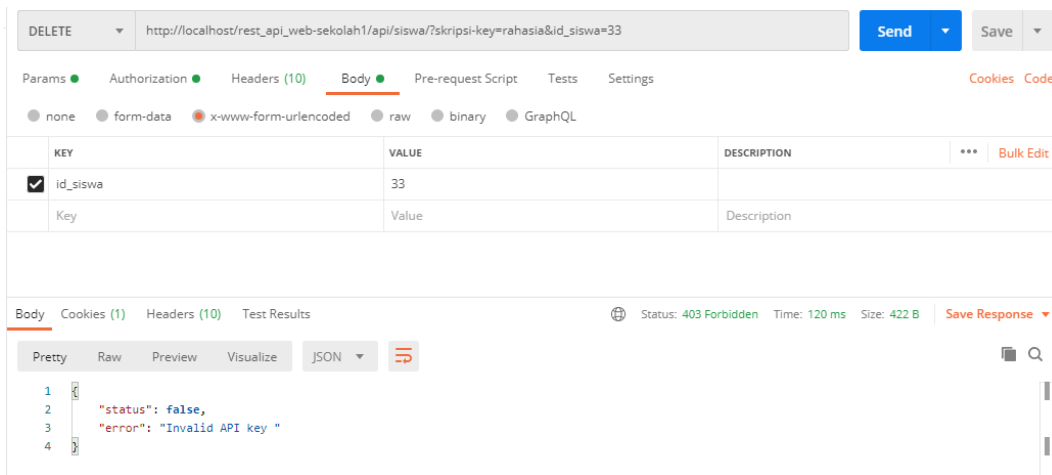 DELETE http://localhost/rest_api_web-sekolah1/api/siswa/?skripsi-key=rahasia&id_siswa=33 Send Save
Params Authorization Headers (10) Body Pre-request Script Tests Settings Cookies Code
none form-data x-www-form-urlencoded raw binary GraphQL
KEY VALUE DESCRIPTION ••• Bulk Edit
id_siswa 33
Key Value Description
Body Cookies (1) Headers (10) Test Results Status: 403 Forbidden Time: 120 ms Size: 422 B Save Response
Pretty Raw Preview Visualize JSON
1 {
2 "status": false,
3 "error": "Invalid API key "
4 }